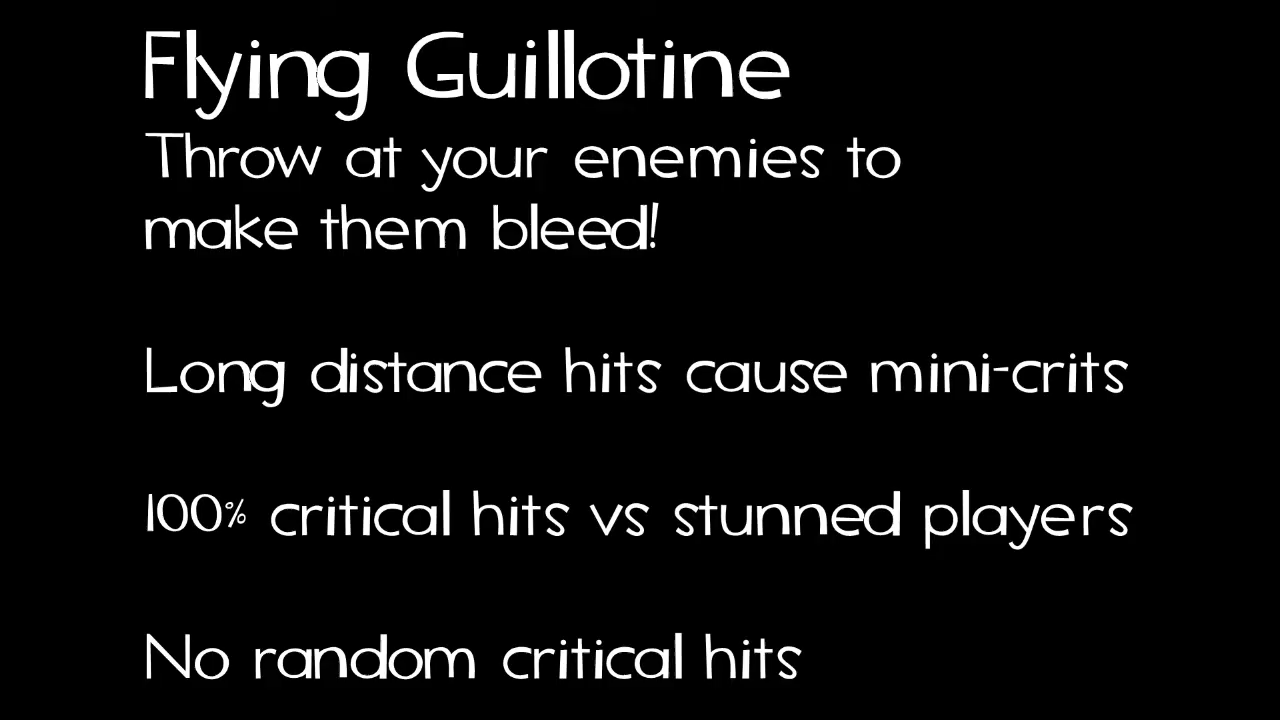 Flying Guillotine
Throw at your enemies to
make them bleed!
Long distance hits cause mini-crits
100% critical hits vs stunned players
No random critical hits